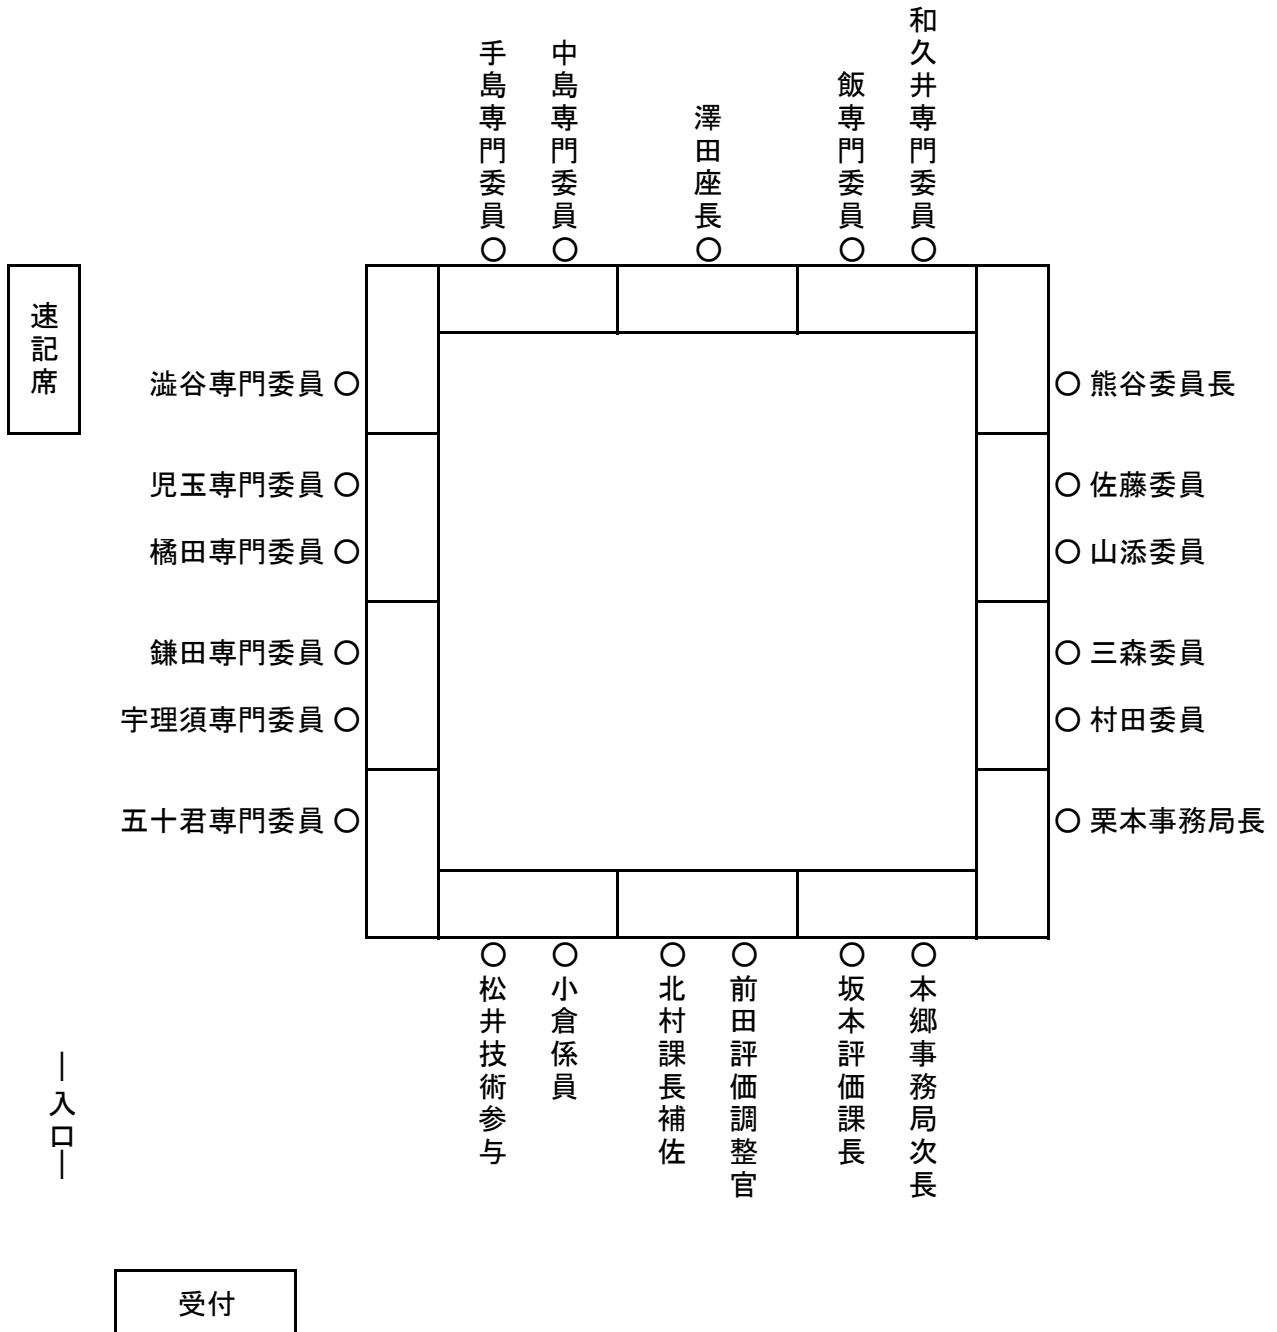 手島専門委員
中島専門委員
澤田座長
飯専門委員
和久井専門委員
速記席
澁谷専門委員
児玉専門委員
橘田専門委員
鎌田専門委員
宇理須専門委員
五十君専門委員
熊谷委員長
佐藤委員
山添委員
三森委員
村田委員
栗本事務局長
松井技術参与
小倉係員
北村課長補佐
前田評価調整官
坂本評価課長
本郷事務局次長
―入口―
受付